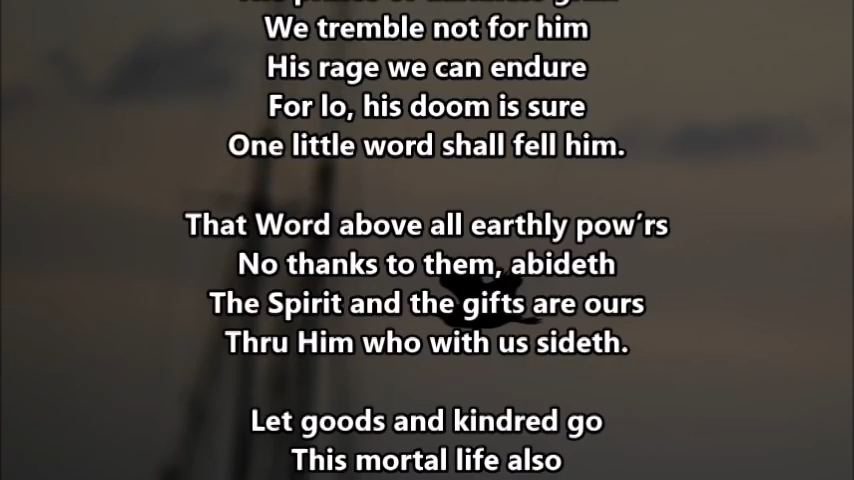 We tremble not for him
His rage we can endure
For lo, his doom is sure
One little word shall fell him.
That Word above all earthly pow'rs
No thanks to them, abideth
The Spirit and the gifts are ours
Thru Him who with us sideth.
Let goods and kindred go
This mortal life also